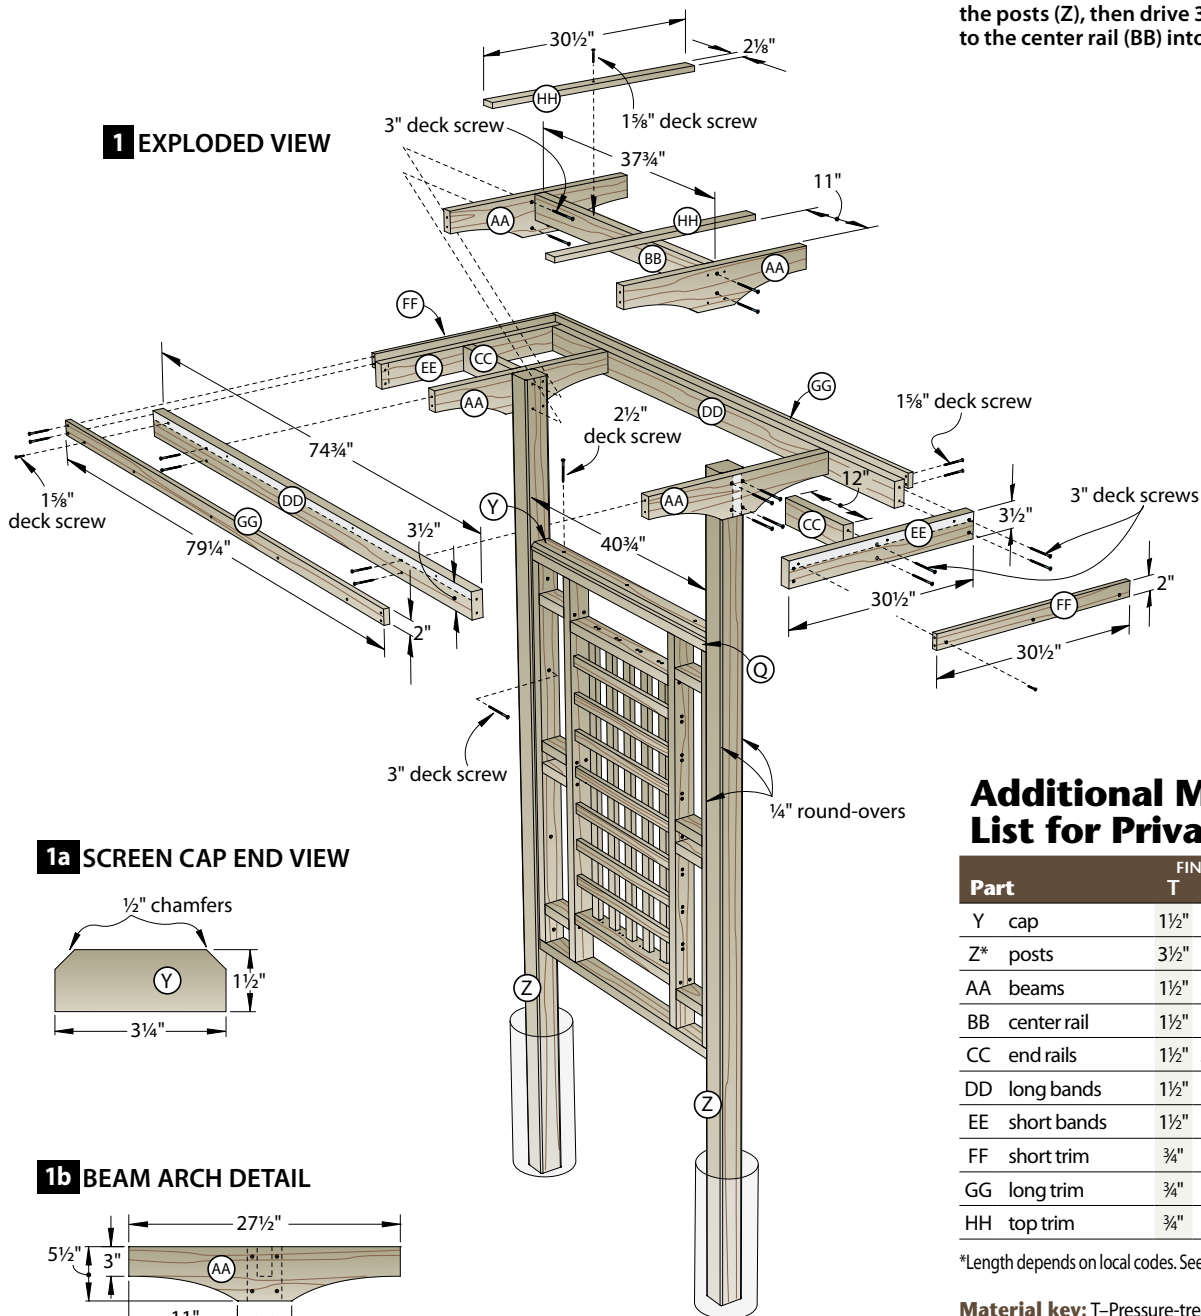 the posts (Z), then drive 3
to the center rail (BB) into
1 EXPLODED VIEW
30½"
2⅛"
HH
3" deck screw
1⅝" deck screw
37¾"
11"
AA
HH
BB
AA
FF
EE
CC
AA
DD
GG
1⅝" deck screw
2½"
deck screw
74¾"
1⅝"
deck screw
DD
GG
79¼"
3½"
2"
Y
40¾"
AA
12"
CC
3" deck screws
3½"
EE
30½"
2"
FF
30½"
Q
3" deck screw
¼" round-overs
Z
Z
1a SCREEN CAP END VIEW
½" chamfers
Y
1½"
3¼"
1b BEAM ARCH DETAIL
27½"
5½"
3"
AA
11"
Additional M
List for Priva
FIN
Part T
Y cap 1½"
Z* posts 3½"
AA beams 1½"
BB center rail 1½"
CC end rails 1½"
DD long bands 1½"
EE short bands 1½"
FF short trim ¾"
GG long trim ¾"
HH top trim ¾"
*Length depends on local codes. See
Material key: T–Pressure-tre